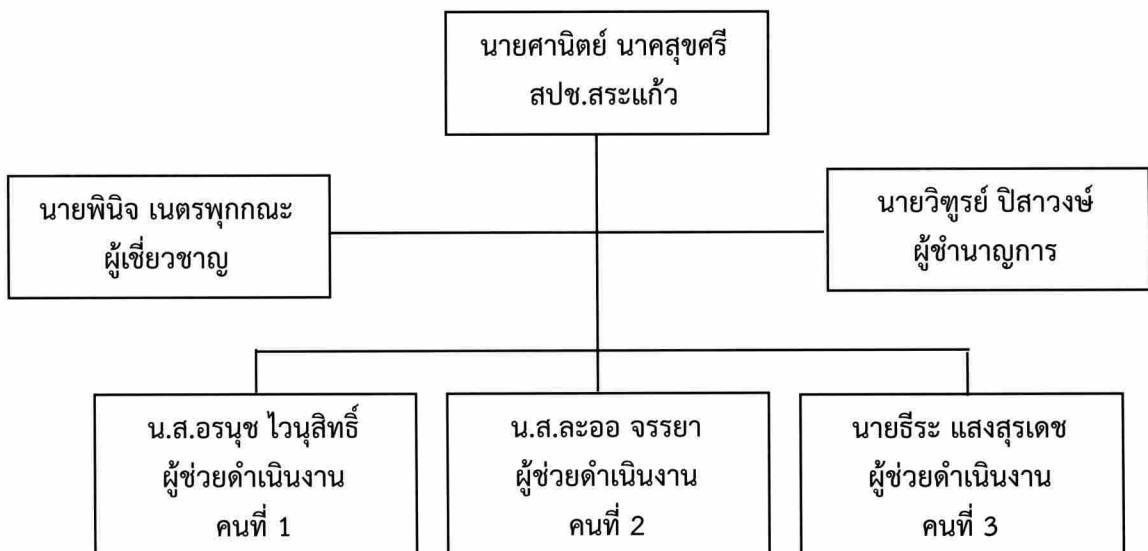 นายศานิตย์ นาคสุขศรี
สปช.สระแก้ว
นายพินิจ เนตรพุกกณะ
ผู้เชี่ยวชาญ
นายวิฑูรย์ ปิสาวงษ์
ผู้ชำนาญการ
น.ส.อรนุช ไวนุสิทธิ์
ผู้ช่วยดำเนินงาน
คนที่ 1
น.ส.ละออ จรรยา
ผู้ช่วยดำเนินงาน
คนที่ 2
นายธีระ แสงสุรเดช
ผู้ช่วยดำเนินงาน
คนที่ 3